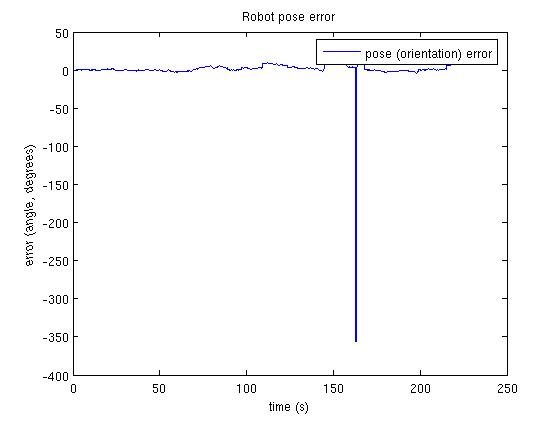 Robot pose error
pose (orientation) error
50
0
-50
-100
-150
-200
-250
-300
-350
-400
error (angle, degrees)
0 50 100 150 200 250
time (s)